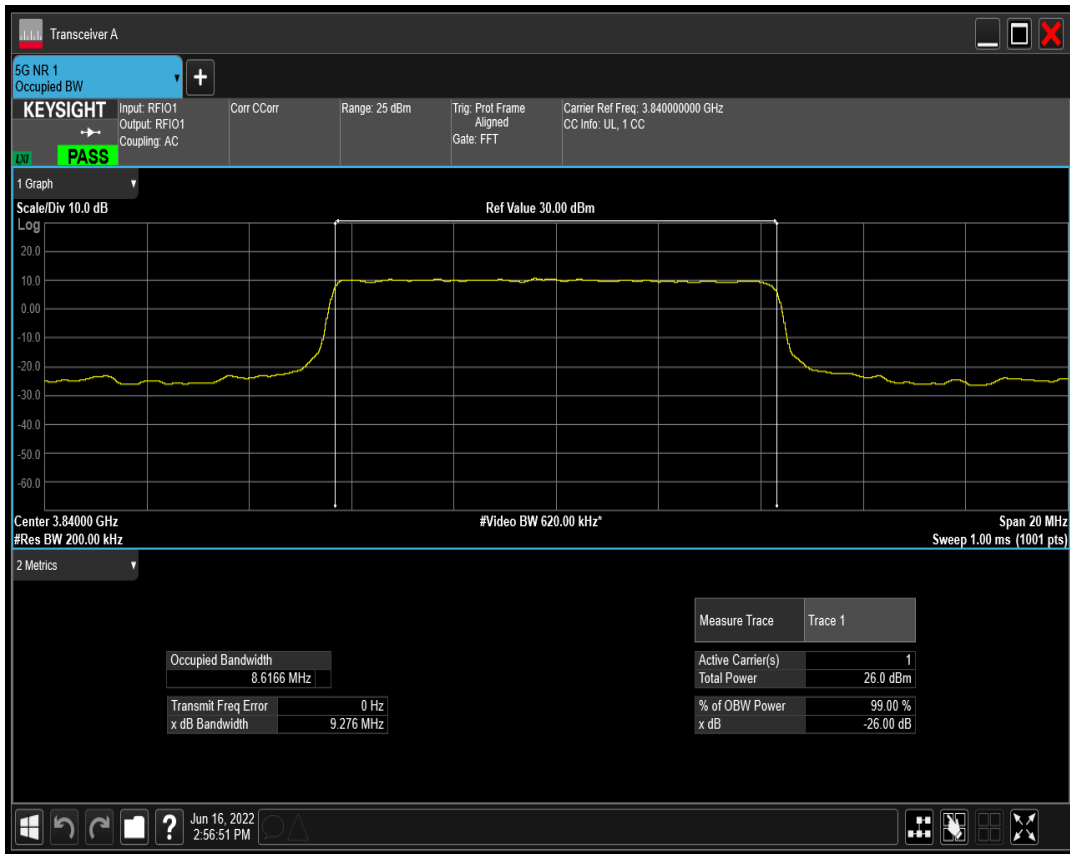 Transceiver A
5G NR 1
Occupied BW
+
KEYSIGHT
Input: RFIO1
Output: RFIO1
Coupling: AC
Corr CCorr
Range: 25 dBm
Trig: Prot Frame
Aligned
Gate: FFT
Carrier Ref Freq: 3.840000000 GHz
CC Info: UL, 1 CC
LXI
PASS
1 Graph
Scale/Div 10.0 dB
Ref Value 30.00 dBm
Log
20.0
10.0
0.00
-10.0
-20.0
-30.0
-40.0
-50.0
-60.0
Center 3.84000 GHz
#Video BW 620.00 kHz*
Span 20 MHz
#Res BW 200.00 kHz
Sweep 1.00 ms (1001 pts)
2 Metrics
Measure Trace Trace 1
Occupied Bandwidth
8.6166 MHz
Active Carrier(s) 1
Total Power 26.0 dBm
Transmit Freq Error 0 Hz
x dB Bandwidth 9.276 MHz
% of OBW Power 99.00 %
x dB -26.00 dB
?
Jun 16, 2022
2:56:51 PM